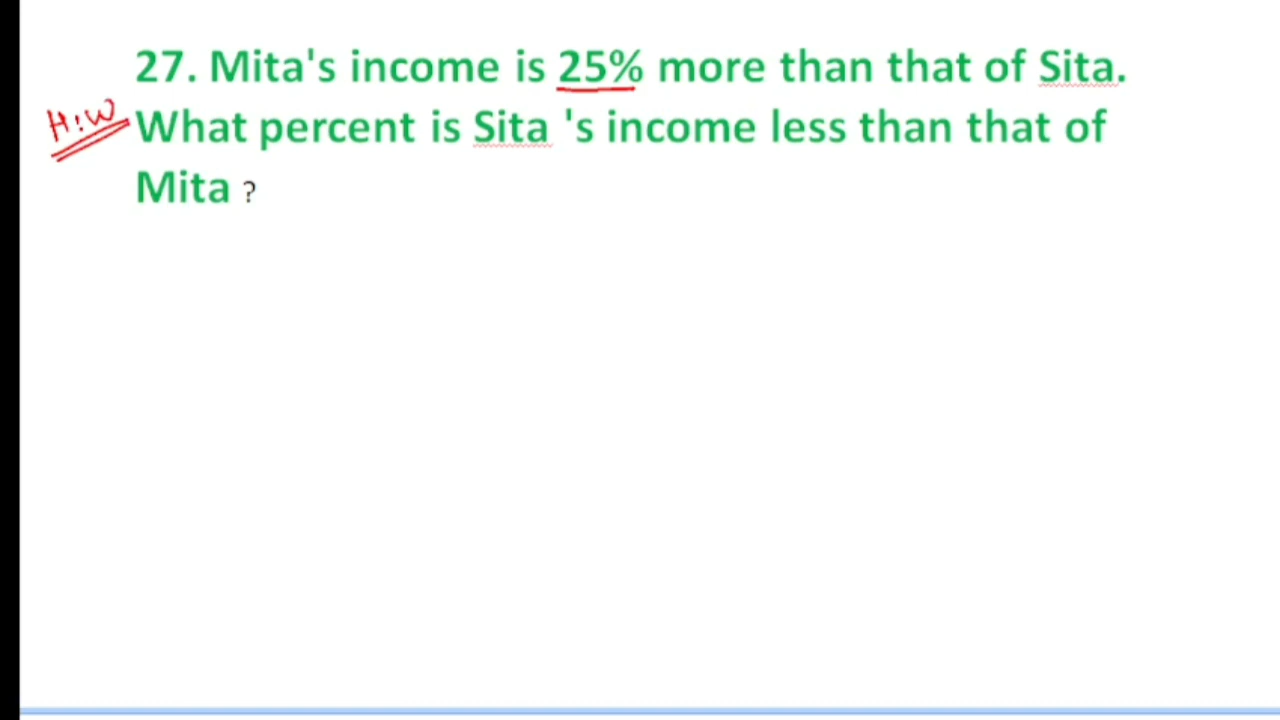 27. Mita's income is 25% more than that of Sita.
H.W What percent is Sita 's income less than that of
Mita ?